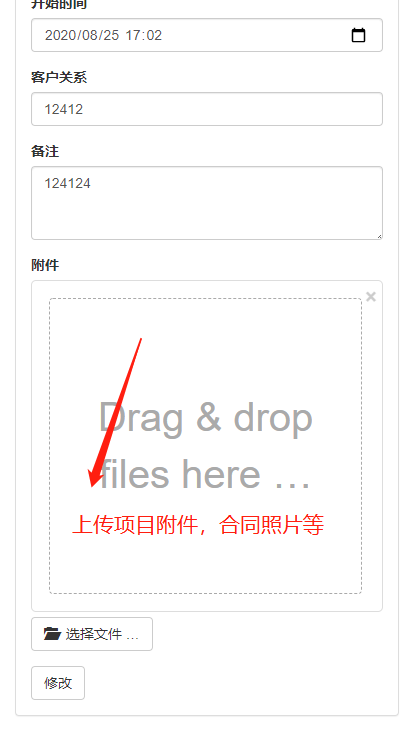 开始时间
2020/08/25 17:02
客户关系
12412
备注
124124
附件
×
Drag & drop
files here …
上传项目附件，合同照片等
选择文件 ...
修改